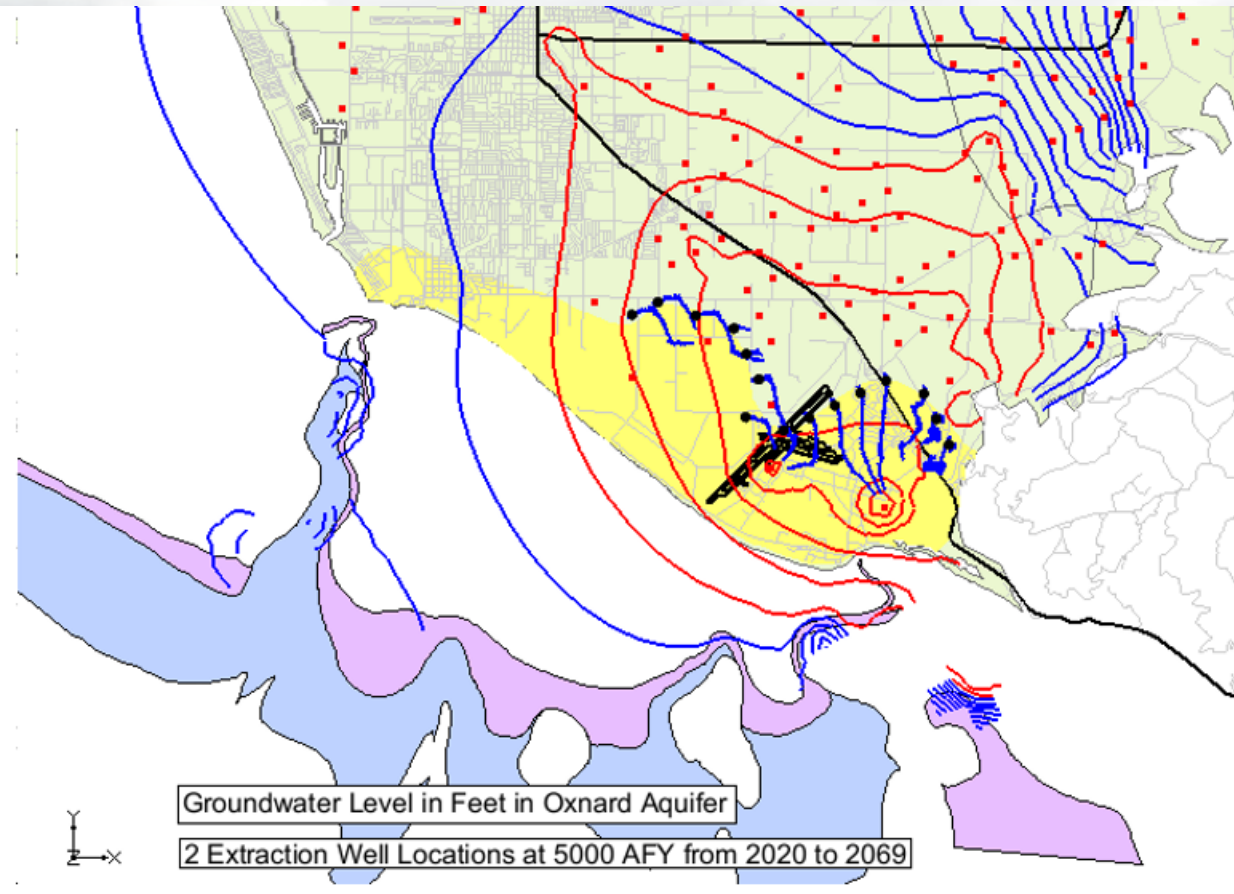 Groundwater Level in Feet in Oxnard Aquifer
Y
Z X
2 Extraction Well Locations at 5000 AFY from 2020 to 2069